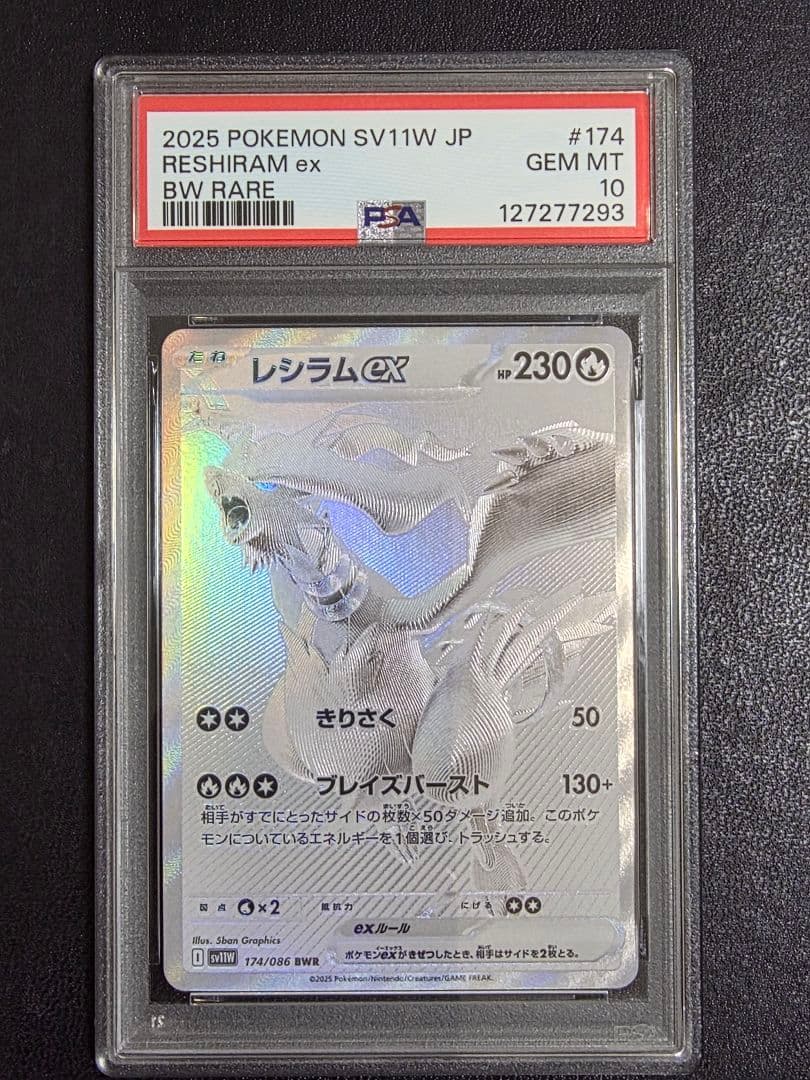 2025 POKEMON SV11W JP #174
RESHIRAM ex GEM MT
BW RARE 10
PSA 127277293
たね レシラムex HP 230
きりさく 50
ブレイズバースト 130+
相手がすでにとったサイドの枚数×50ダメージ追加。このポケ
モンについているエネルギーを1個選び、トラッシュする。
弱点 ×2 抵抗力 にげる
exルール
ポケモンexがきぜつしたとき、相手はサイドを2枚とる。
Illus. 5ban Graphics
I sv11W 174/086 BWR
©2025 Pokémon/Nintendo/Creatures/GAME FREAK.
PSA